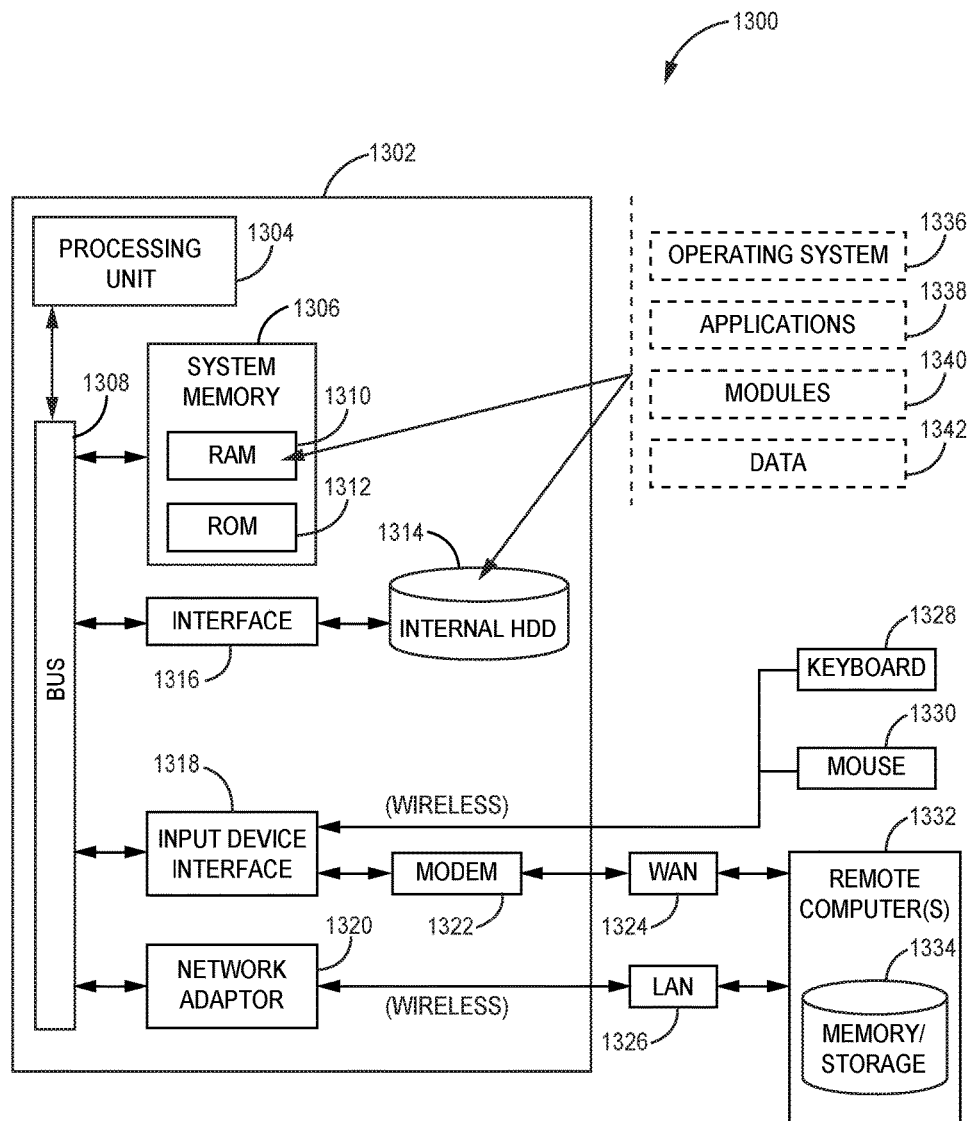 1300
1302
PROCESSING
UNIT
1304
1306
SYSTEM
MEMORY
1308
1310
RAM
1312
ROM
1314
INTERNAL HDD
INTERFACE
1316
BUS
1318
INPUT DEVICE
INTERFACE
(WIRELESS)
MODEM
1322
1320
NETWORK
ADAPTOR
(WIRELESS)
1336
OPERATING SYSTEM
1338
APPLICATIONS
1340
MODULES
1342
DATA
1328
KEYBOARD
1330
MOUSE
1332
WAN
1324
REMOTE
COMPUTER(S)
1334
LAN
1326
MEMORY/
STORAGE